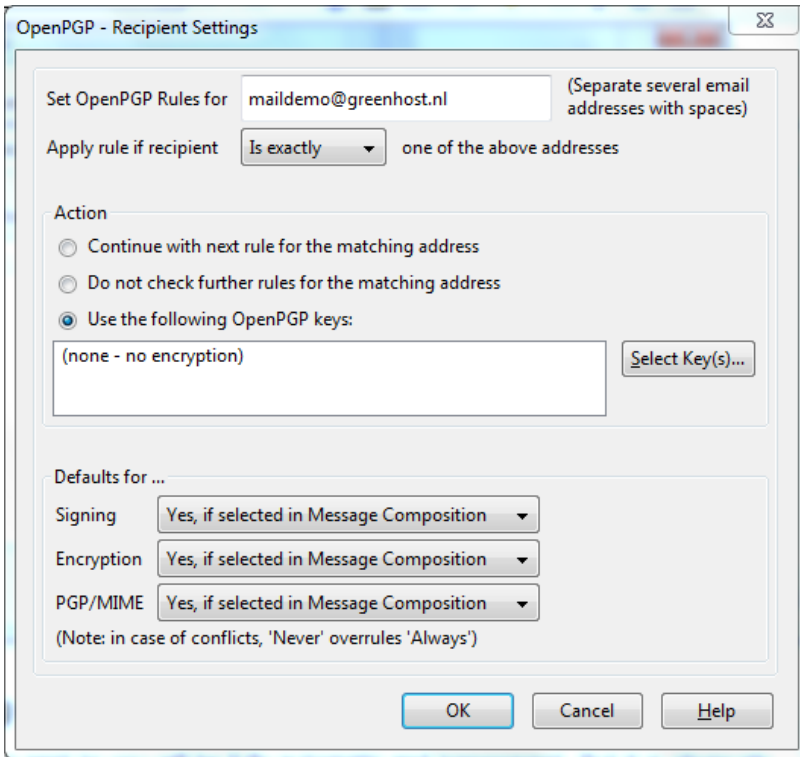 OpenPGP - Recipient Settings
Set OpenPGP Rules for maildemo@greenhost.nl (Separate several email
addresses with spaces)
Apply rule if recipient Is exactly one of the above addresses
Action
Continue with next rule for the matching address
Do not check further rules for the matching address
Use the following OpenPGP keys:
(none - no encryption)
Select Key(s)...
Defaults for ...
Signing Yes, if selected in Message Composition
Encryption Yes, if selected in Message Composition
PGP/MIME Yes, if selected in Message Composition
(Note: in case of conflicts, 'Never' overrules 'Always')
OK Cancel Help